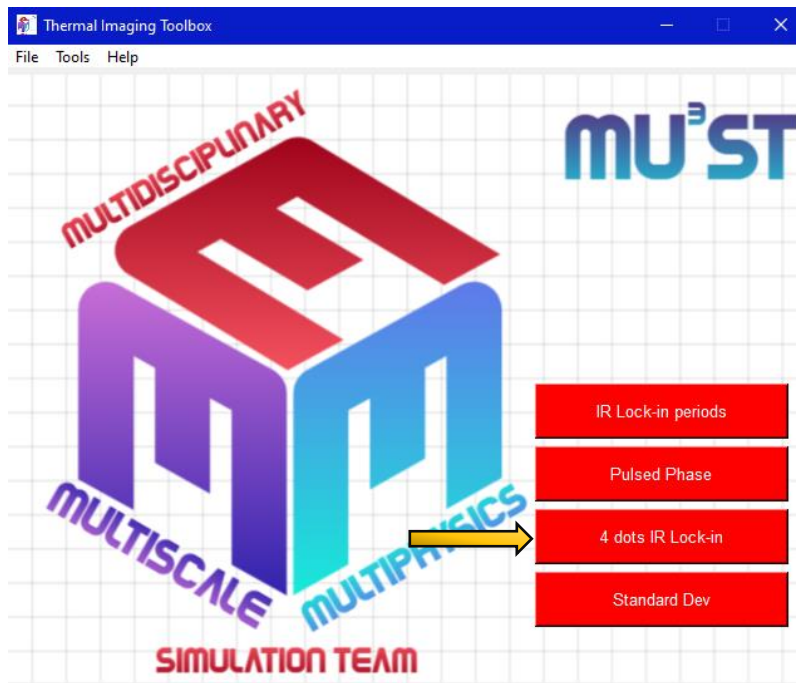 Thermal Imaging Toolbox
File Tools Help
MULTIDISCIPLINARY
MU³ST
IR Lock-in periods
Pulsed Phase
4 dots IR Lock-in
Standard Dev
MULTISCALE
MULTIPHYSICS
SIMULATION TEAM